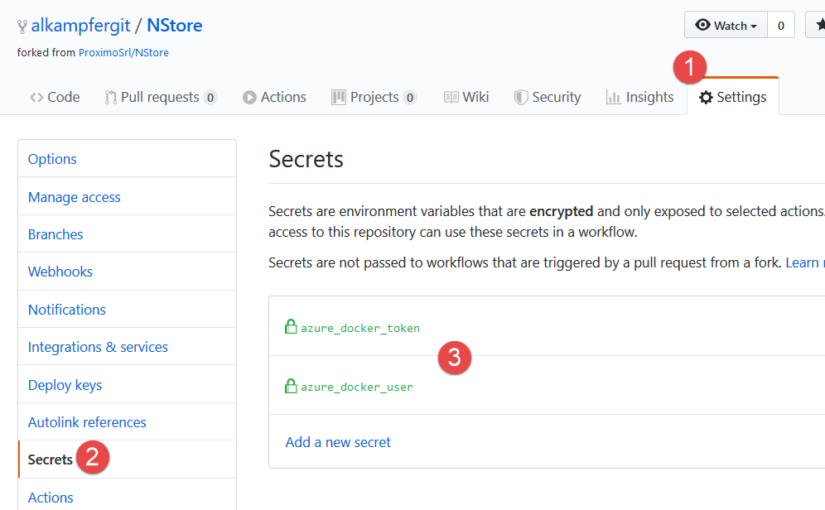 alkampfergit / NStore
Watch 0
forked from ProximoSrl/NStore
1
Code Pull requests 0 Actions Projects 0 Wiki Security Insights Settings
Options
Manage access
Branches
Webhooks
Notifications
Integrations & services
Deploy keys
Autolink references
Secrets 2
Actions
Secrets
Secrets are environment variables that are encrypted and only exposed to selected actions.
access to this repository can use these secrets in a workflow.
Secrets are not passed to workflows that are triggered by a pull request from a fork. Learn
azure_docker_token
3
azure_docker_user
Add a new secret